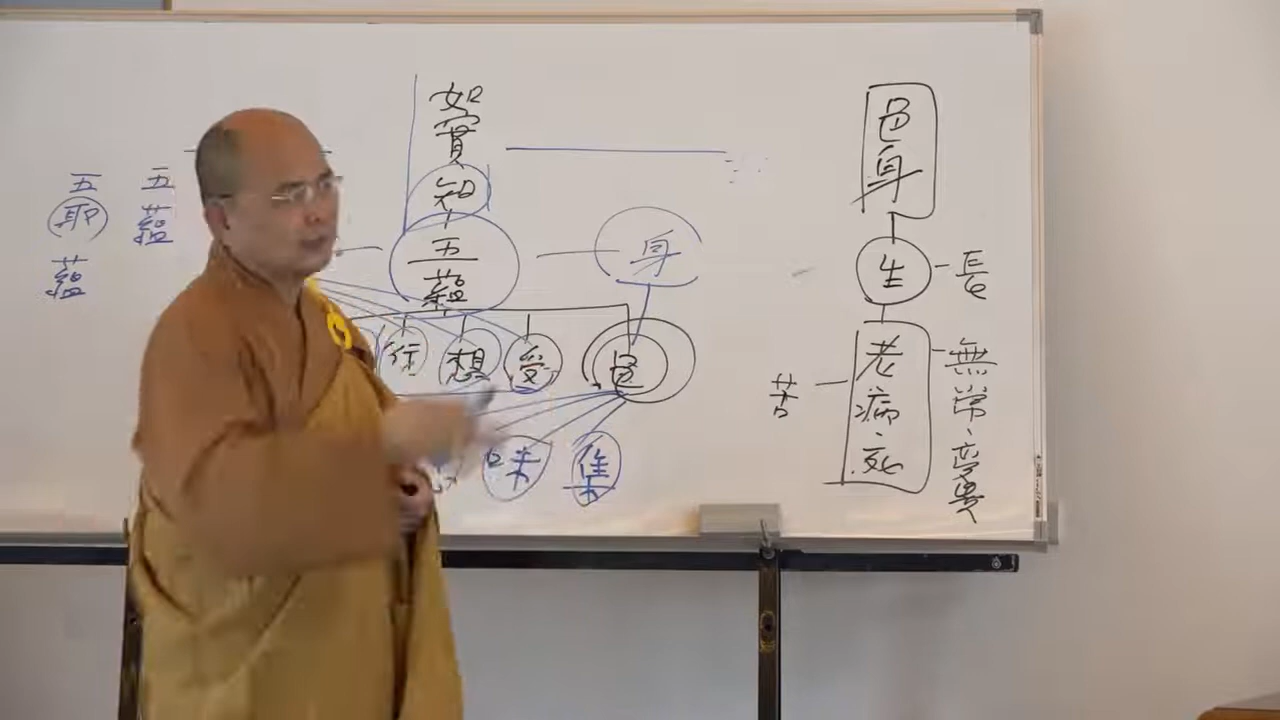 色身
生
長
老病、死
無常、變異
苦
身
如實知五蘊
色
受
想
行
集
味
五蘊
五取蘊